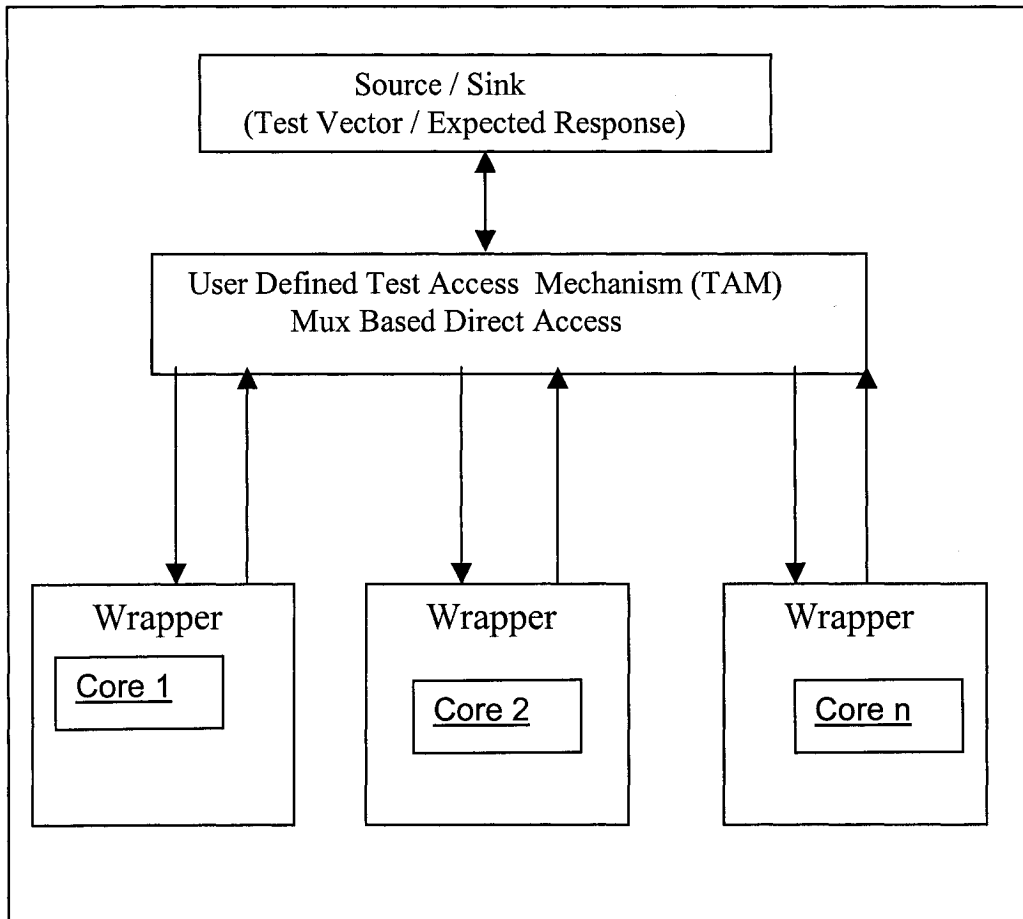 Source / Sink
(Test Vector / Expected Response)
User Defined Test Access Mechanism (TAM)
Mux Based Direct Access
Wrapper
Wrapper
Wrapper
Core 1
Core 2
Core n